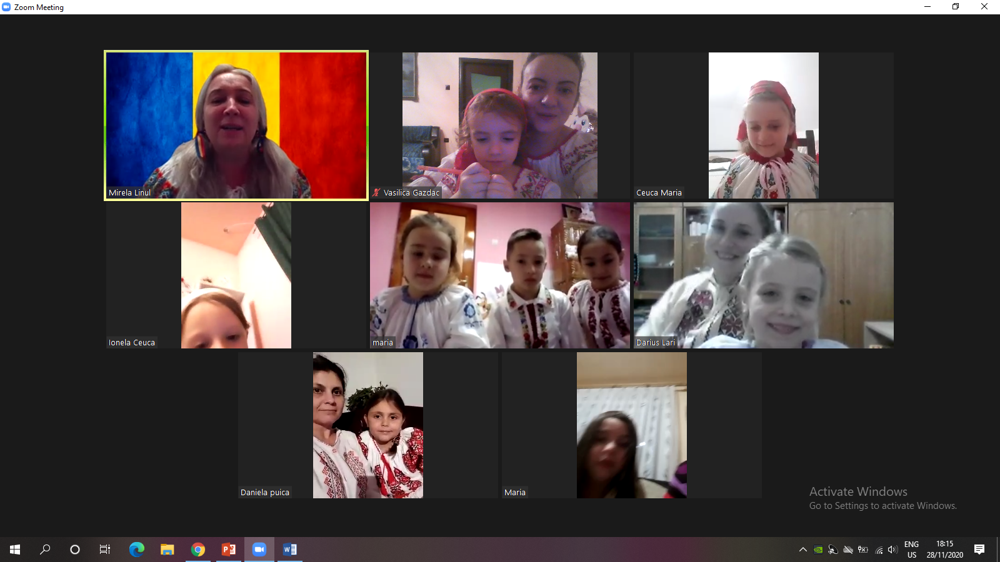 Zoom Meeting
Mirela Linul
Vasilica Gazdac
Ceuca Maria
Ionela Ceuca
maria
Darius Lari
Daniela puica
Maria
Activate Windows
Go to Settings to activate Windows.
ENG
US
18:15
28/11/2020